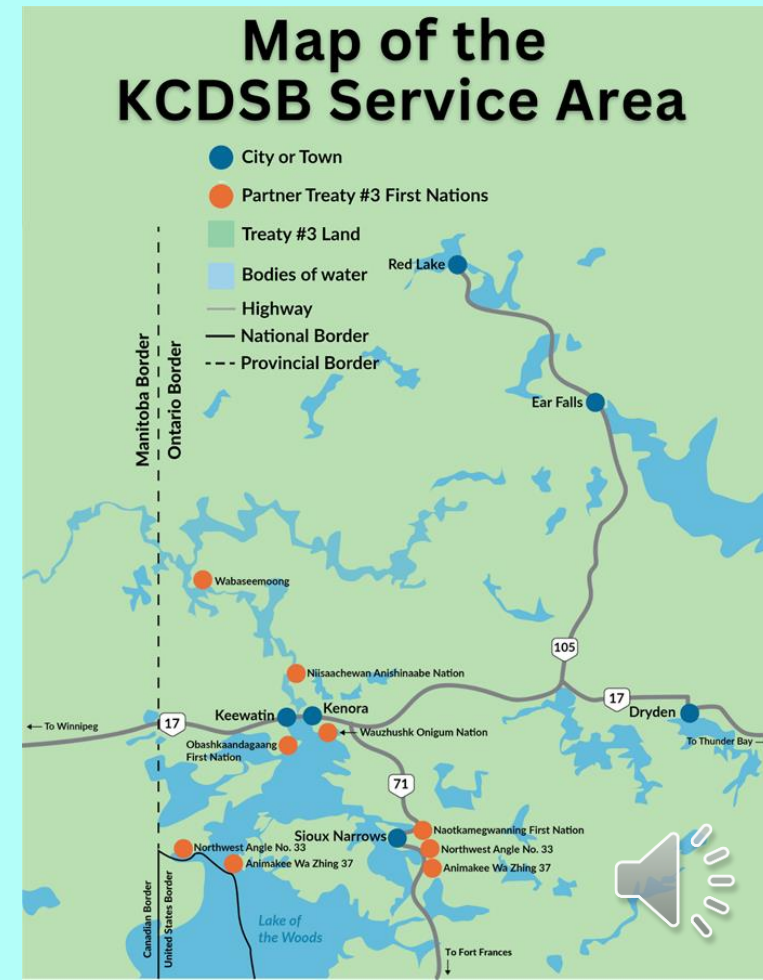 Map of the
KCDSB Service Area
City or Town
Partner Treaty #3 First Nations
Treaty #3 Land
Bodies of water
Highway
National Border
Provincial Border
Red Lake
Manitoba Border
Ontario Border
Ear Falls
Wabaseemoong
105
Niisaachewan Anishinaabe Nation
17
Keewatin
Kenora
Dryden
← To Winnipeg
17
← Wauzhushk Onigum Nation
To Thunder Bay —
Obashkaandagaang
First Nation
71
Naotkamegwanning First Nation
Sioux Narrows
Northwest Angle No. 33
Northwest Angle No. 33
Animakee Wa Zhing 37
Animakee Wa Zhing 37
Canadian Border
United States Border
Lake of
the Woods
To Fort Frances
↓